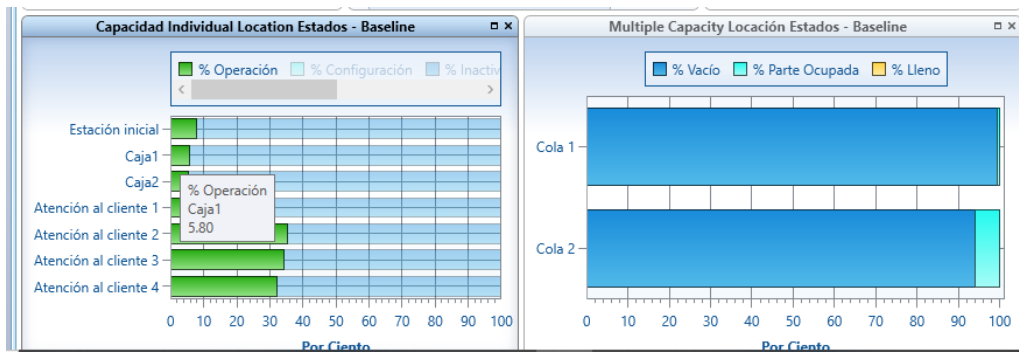 Capacidad Individual Location Estados - Baseline
% Operación % Configuración % Inactiv
Estación inicial
Caja1
Caja2
Atención al cliente 1
Atención al cliente 2
Atención al cliente 3
Atención al cliente 4
% Operación
Caja1
5.80
0 10 20 30 40 50 60 70 80 90 100
Por Ciento
Multiple Capacity Locación Estados - Baseline
% Vacío % Parte Ocupada % Lleno
Cola 1
Cola 2
0 10 20 30 40 50 60 70 80 90 100
Por Ciento